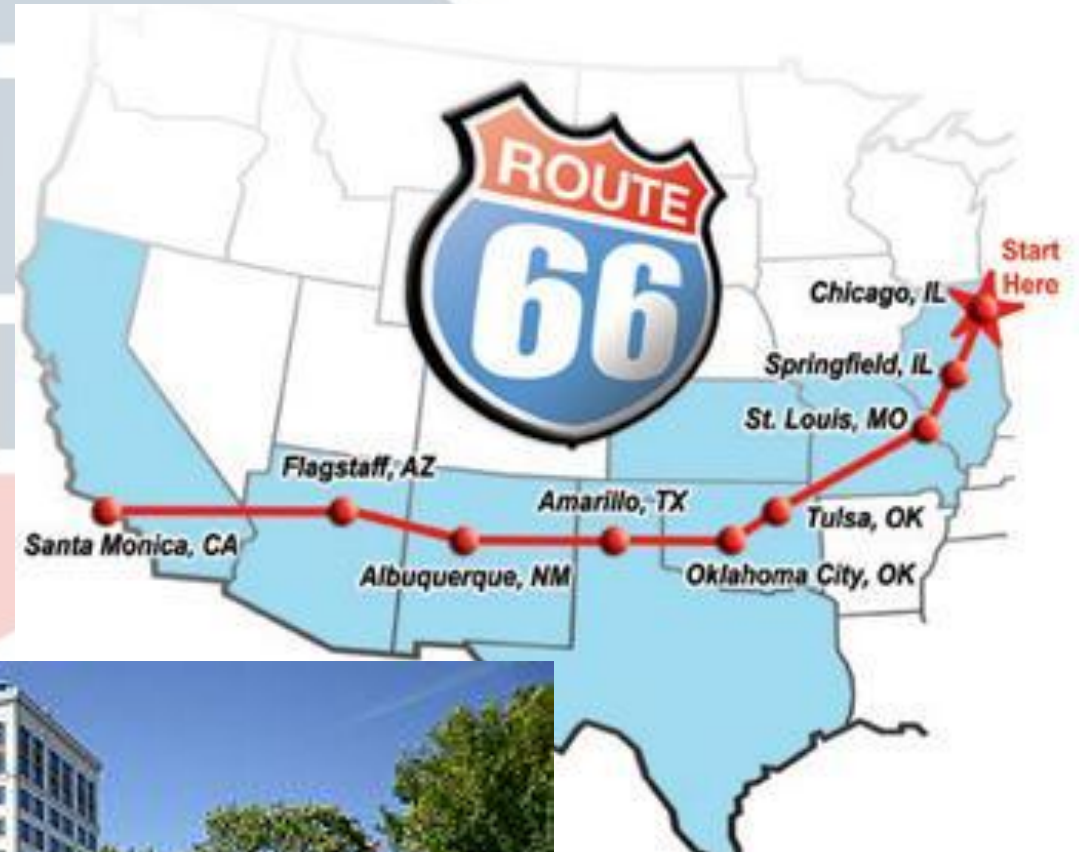 ROUTE
66
Start
Here
Chicago, IL
Springfield, IL
St. Louis, MO
Flagstaff, AZ
Amarillo, TX
Tulsa, OK
Santa Monica, CA
Albuquerque, NM
Oklahoma City, OK